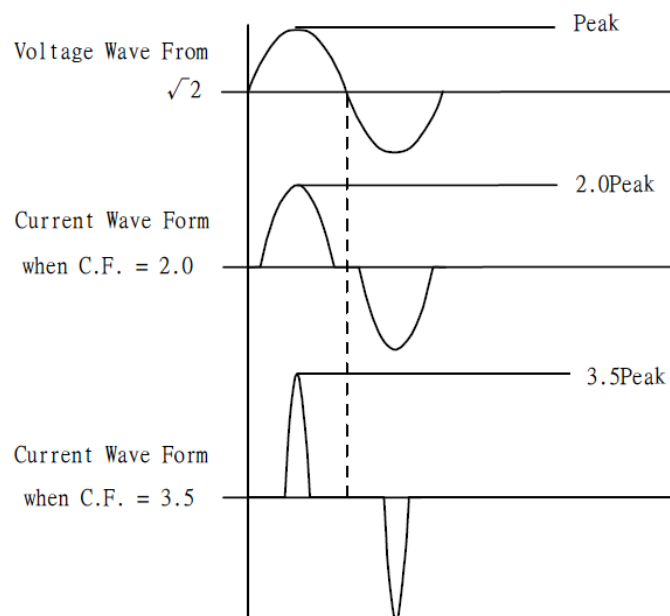 Peak
Voltage Wave From
√2
2.0Peak
Current Wave Form
when C.F. = 2.0
3.5Peak
Current Wave Form
when C.F. = 3.5